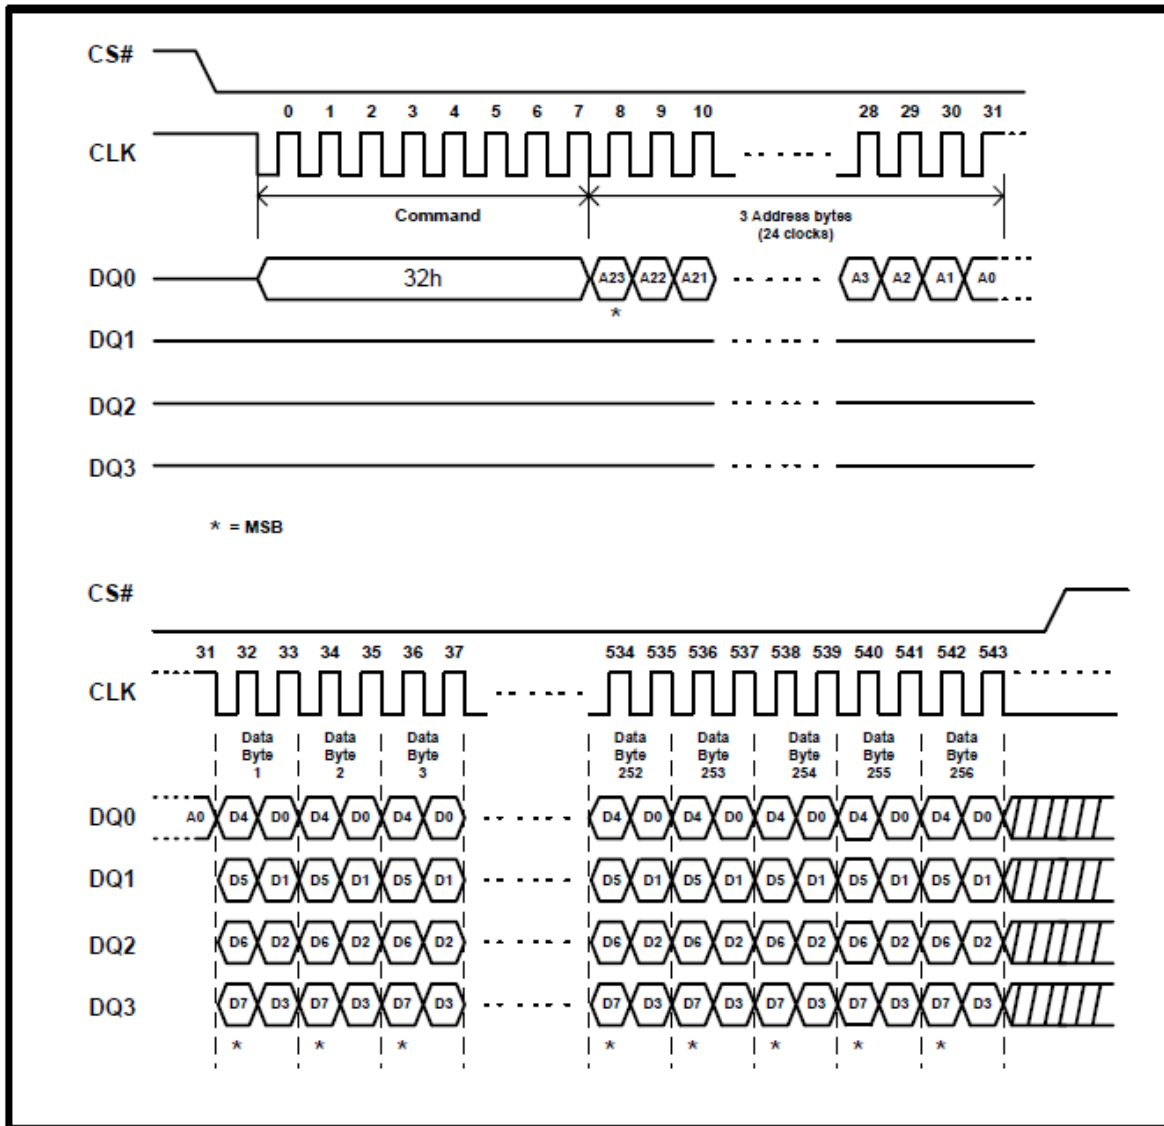 CS#
0 1 2 3 4 5 6 7 8 9 10 28 29 30 31
CLK
Command
3 Address bytes
(24 clocks)
DQ0 32h A23 A22 A21 A3 A2 A1 A0
*
DQ1
DQ2
DQ3
* = MSB
CS#
31 32 33 34 35 36 37 534 535 536 537 538 539 540 541 542 543
CLK
Data Data Data Data Data Data Data Data
Byte Byte Byte Byte Byte Byte Byte Byte
1 2 3 252 253 254 255 256
DQ0 A0 D4 D0 D4 D0 D4 D0 D4 D0 D4 D0 D4 D0 D4 D0 D4 D0
DQ1 D5 D1 D5 D1 D5 D1 D5 D1 D5 D1 D5 D1 D5 D1 D5 D1
DQ2 D6 D2 D6 D2 D6 D2 D6 D2 D6 D2 D6 D2 D6 D2 D6 D2
DQ3 D7 D3 D7 D3 D7 D3 D7 D3 D7 D3 D7 D3 D7 D3 D7 D3
* * * * * * * *